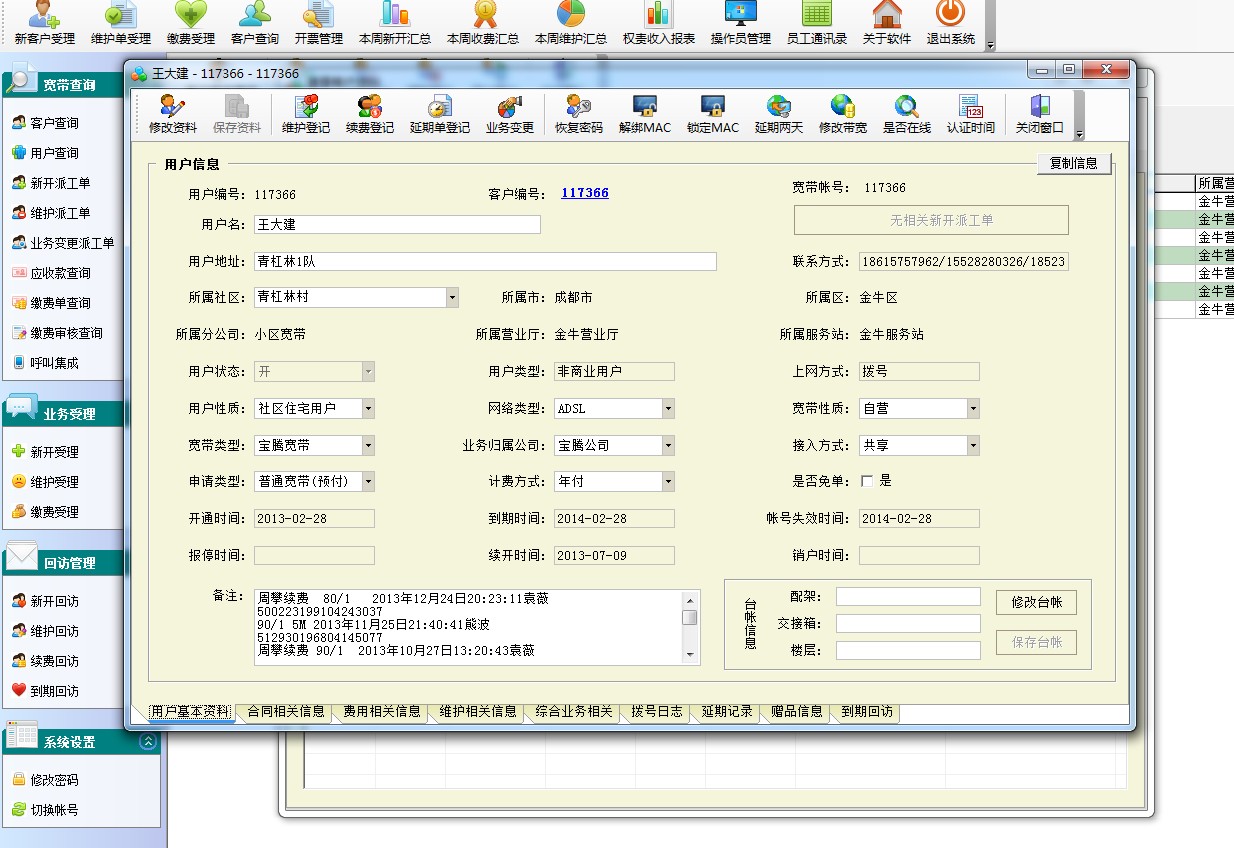 新客户受理 维护单受理 缴费受理 客户查询 开票管理 本周新开汇总 本周收费汇总 本周维护汇总 权妻收入报表 操作员管理 员工通讯录 关于软件 退出系统
王大建 - 117366 - 117366
修改资料 保存资料 维护登记 续费登记 延期单登记 业务变更 恢复密码 解绑MAC 锁定MAC 延期两天 修改带宽 是否在线 认证时间 关闭窗口
宽带查询
客户查询
用户查询
新开派工单
维护派工单
业务变更派工单
应收款查询
缴费单查询
缴费审核查询
呼叫集成
业务受理
新开受理
维护受理
缴费受理
回访管理
新开回访
维护回访
续费回访
到期回访
系统设置
修改密码
切换帐号
用户信息 复制信息
用户编号: 117366 客户编号: 117366 宽带帐号: 117366
用户名: 王大建 无相关新开派工单
用户地址: 青杠林1队 联系方式: 18615757962/15528280326/18523
所属社区: 青杠林村 所属市: 成都市 所属区: 金牛区
所属分公司: 小区宽带 所属营业厅: 金牛营业厅 所属服务站: 金牛服务站
用户状态: 开 用户类型: 非商业用户 上网方式: 拨号
用户性质: 社区住宅用户 网络类型: ADSL 宽带性质: 自营
宽带类型: 宝腾宽带 业务归属公司: 宝腾公司 接入方式: 共享
申请类型: 普通宽带(预付) 计费方式: 年付 是否免单: 是
开通时间: 2013-02-28 到期时间: 2014-02-28 帐号失效时间: 2014-02-28
报停时间: 续开时间: 2013-07-09 销户时间:
备注: 周攀续费 80/1 2013年12月24日20:23:11袁薇
500223199104243037
90/1 5M 2013年11月25日21:40:41熊波
512930196804145077
周攀续费 90/1 2013年10月27日13:20:43袁薇
台帐信息
配架: 修改台帐
交接箱:
楼层: 保存台帐
用户基本资料 合同相关信息 费用相关信息 维护相关信息 综合业务相关 拨号日志 延期记录 赠品信息 到期回访
所属营
金牛营
金牛营
金牛营
金牛营
金牛营
金牛营
金牛营